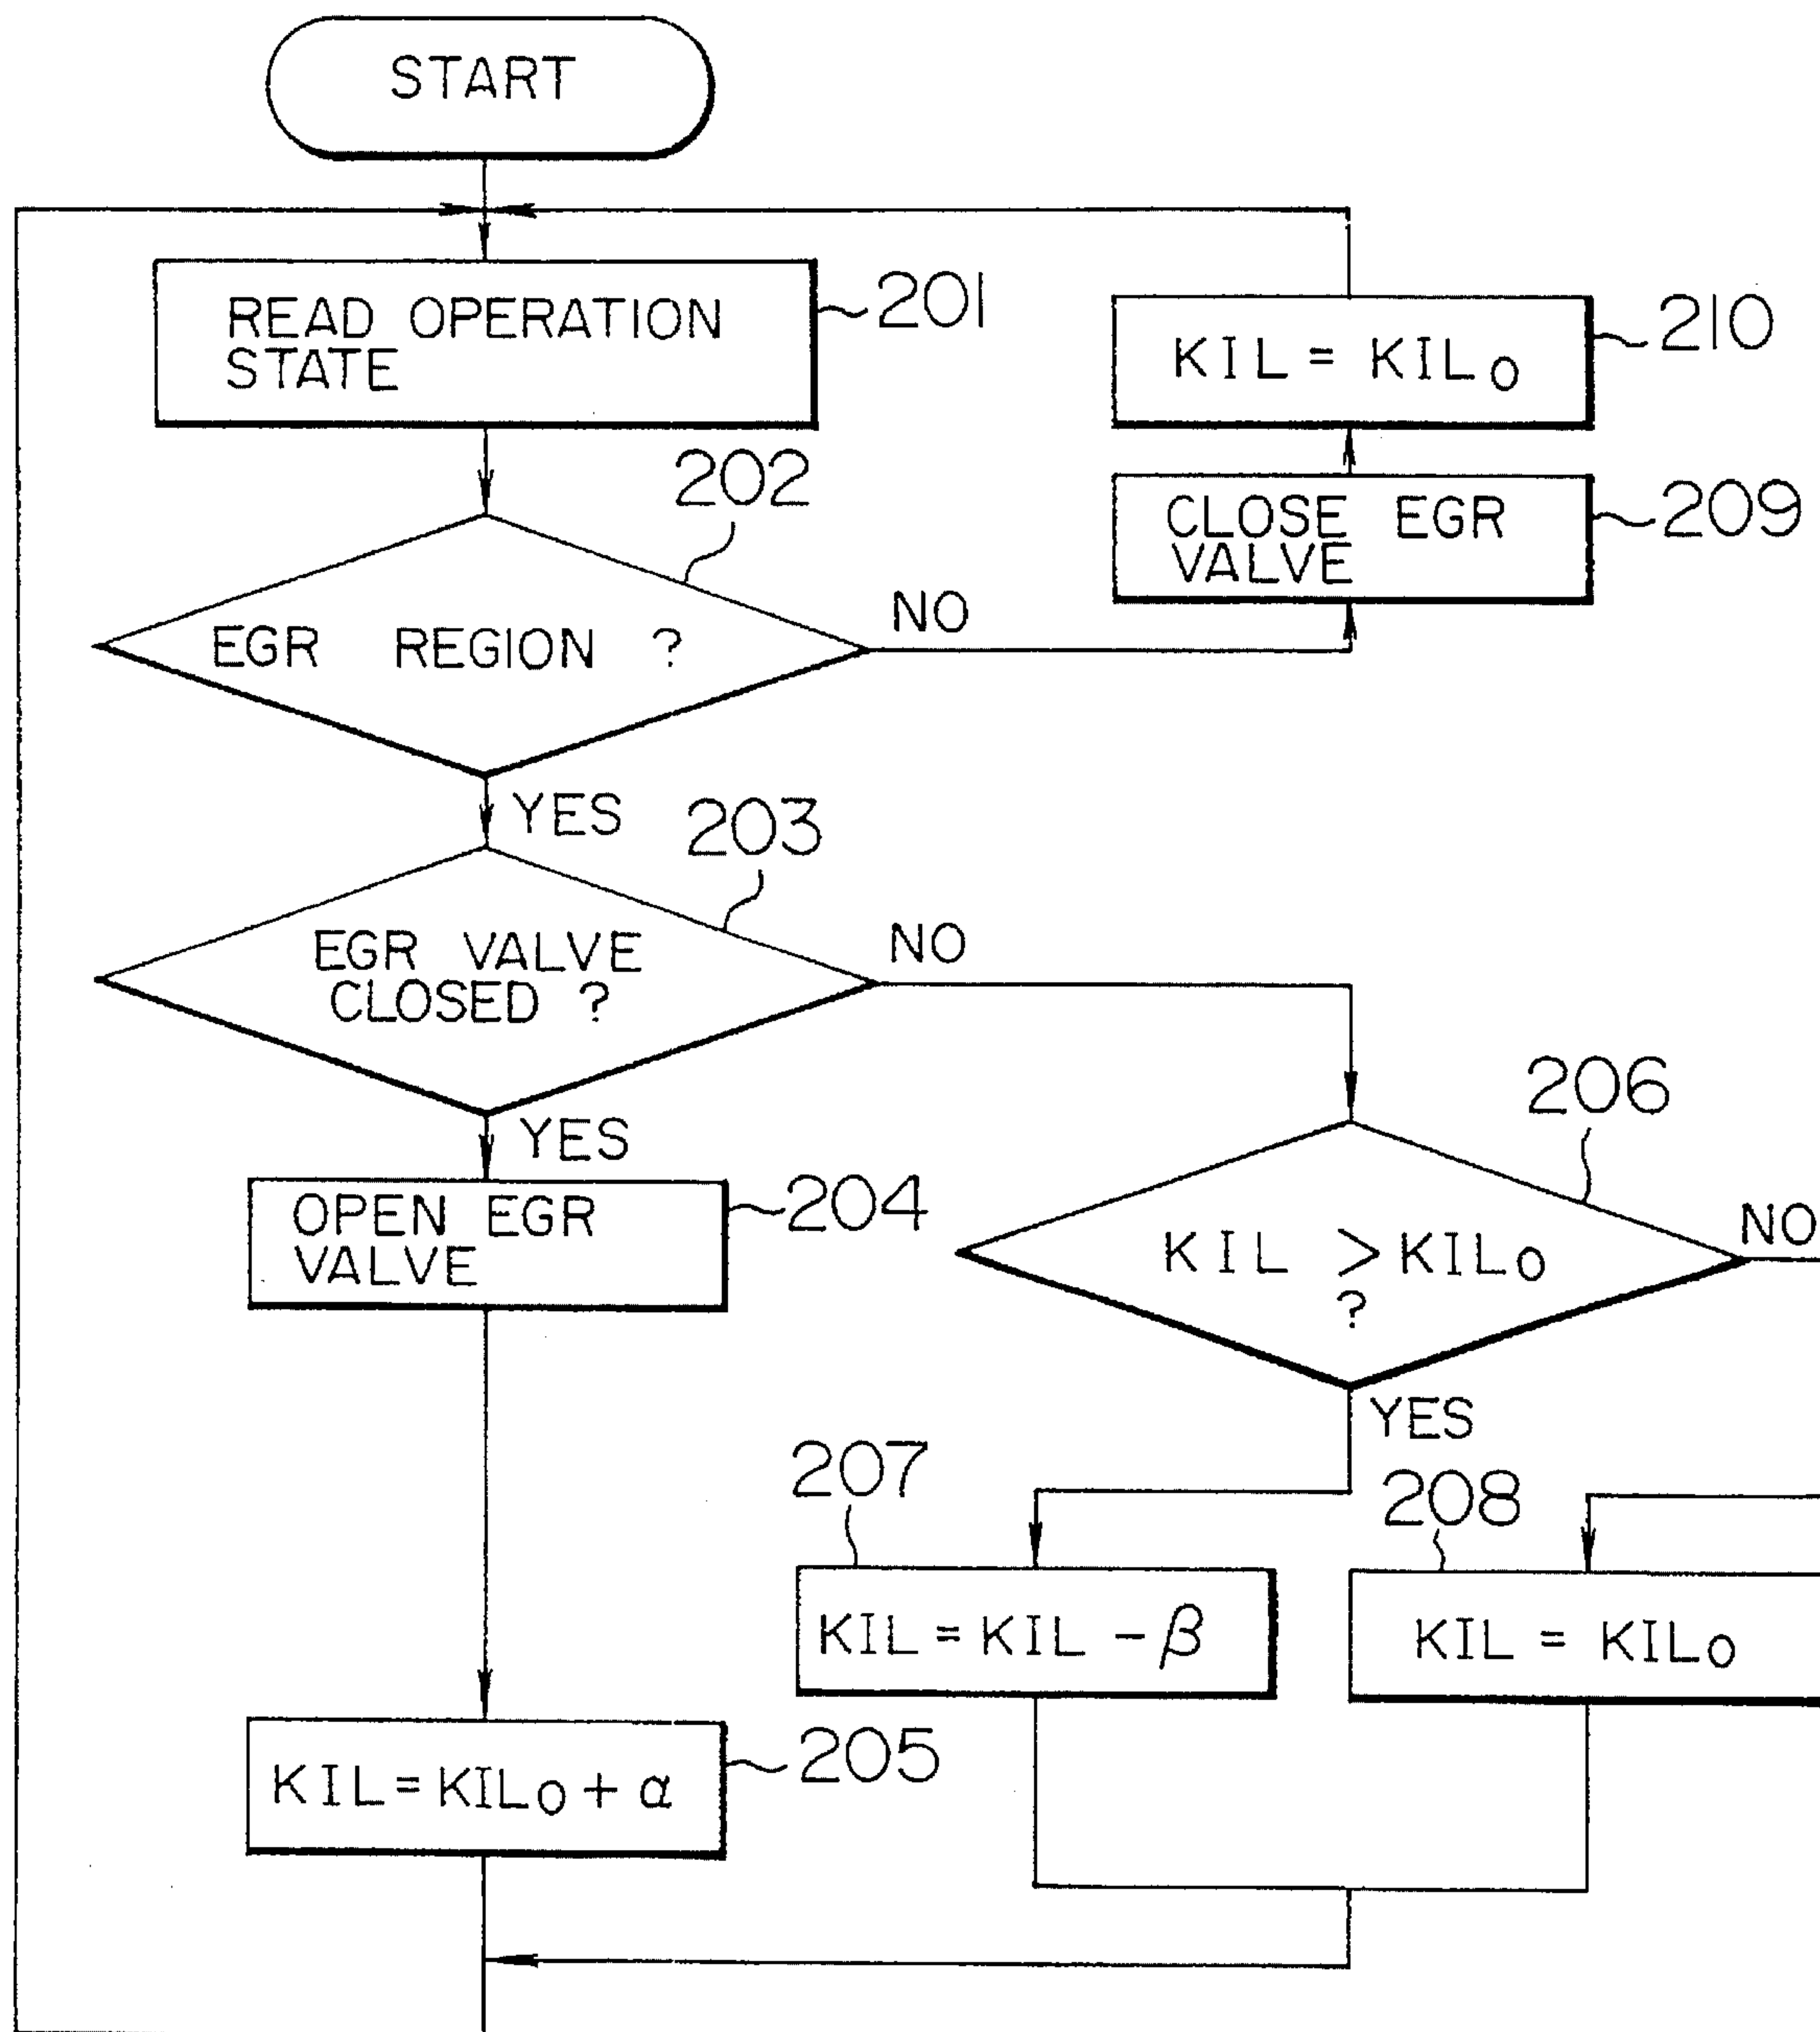 START
READ OPERATION
STATE
201
KIL = KIL0
210
202
CLOSE EGR
VALVE
209
EGR REGION ?
NO
YES
203
EGR VALVE
CLOSED ?
NO
YES
206
OPEN EGR
VALVE
204
KIL > KIL0
?
NO
YES
207
208
KIL = KIL - β
KIL = KIL0
KIL = KIL0 + α
205